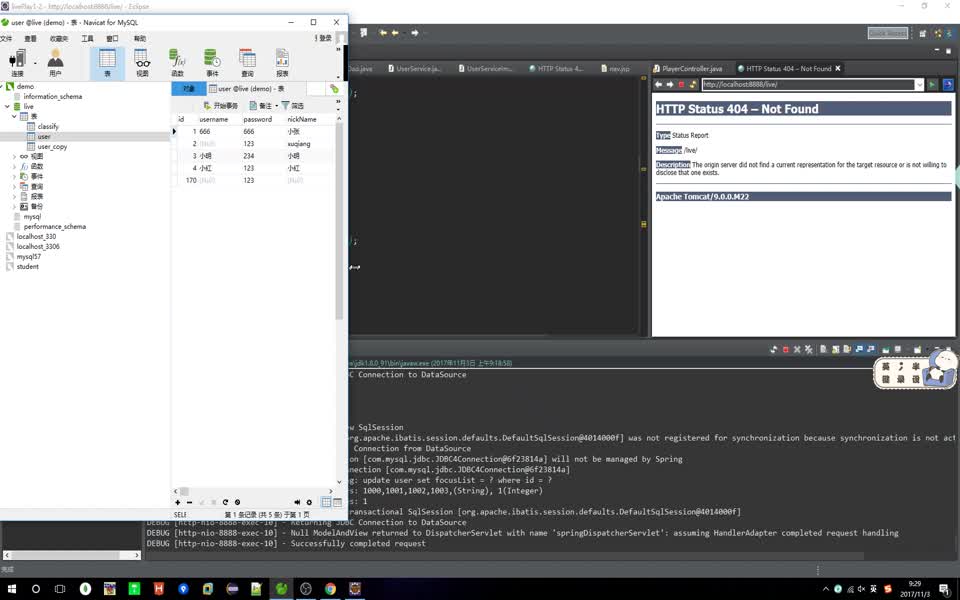 livePlay1-2 - http://localhost:8888/live/ - Eclipse
user @live (demo) - 表 - Navicat for MySQL
文件 查看 收藏夹 工具 窗口 帮助 登录
连接 用户 表 视图 函数 事件 查询 报表
Quick Access
demo
information_schema
live
表
classify
user
user_copy
视图
函数
事件
查询
报表
备份
mysql
performance_schema
localhost_330
localhost_3306
mysql57
student
对象 user @live (demo) - 表
开始事务 备注 筛选
id username password nickName
1 666 666 小张
2 (Null) 123 xuqiang
3 小明 234 小明
4 小红 123 小红
170 (Null) 123 (Null)
SELE 第 1 条记录 (共 5 条) 于第 1 页
UserService.ja... UserServiceIm... HTTP Status 4... nav.jsp
PlayerController.java HTTP Status 404 – Not Found
http://localhost:8888/live/
HTTP Status 404 – Not Found
Type Status Report
Message /live/
Description The origin server did not find a current representation for the target resource or is not willing to
disclose that one exists.
Apache Tomcat/9.0.0.M22
jdk1.8.0_91\bin\javaw.exe (2017年11月3日 上午9:18:58)
C Connection to DataSource
w SqlSession
org.apache.ibatis.session.defaults.DefaultSqlSession@4014000f] was not registered for synchronization because synchronization is not act
Connection from DataSource
on [com.mysql.jdbc.JDBC4Connection@6f23814a] will not be managed by Spring
nnection [com.mysql.jdbc.JDBC4Connection@6f23814a]
g: update user set focusList = ? where id = ?
s: 1000,1001,1002,1003,(String), 1(Integer)
s: 1
ransactional SqlSession [org.apache.ibatis.session.defaults.DefaultSqlSession@4014000f]
DEBUG [http-nio-8888-exec-10] - Returning JDBC Connection to DataSource
DEBUG [http-nio-8888-exec-10] - Null ModelAndView returned to DispatcherServlet with name 'springDispatcherServlet': assuming HandlerAdapter completed request handling
DEBUG [http-nio-8888-exec-10] - Successfully completed request
英 ; 半
键 录 设
完成
英
9:29
2017/11/3